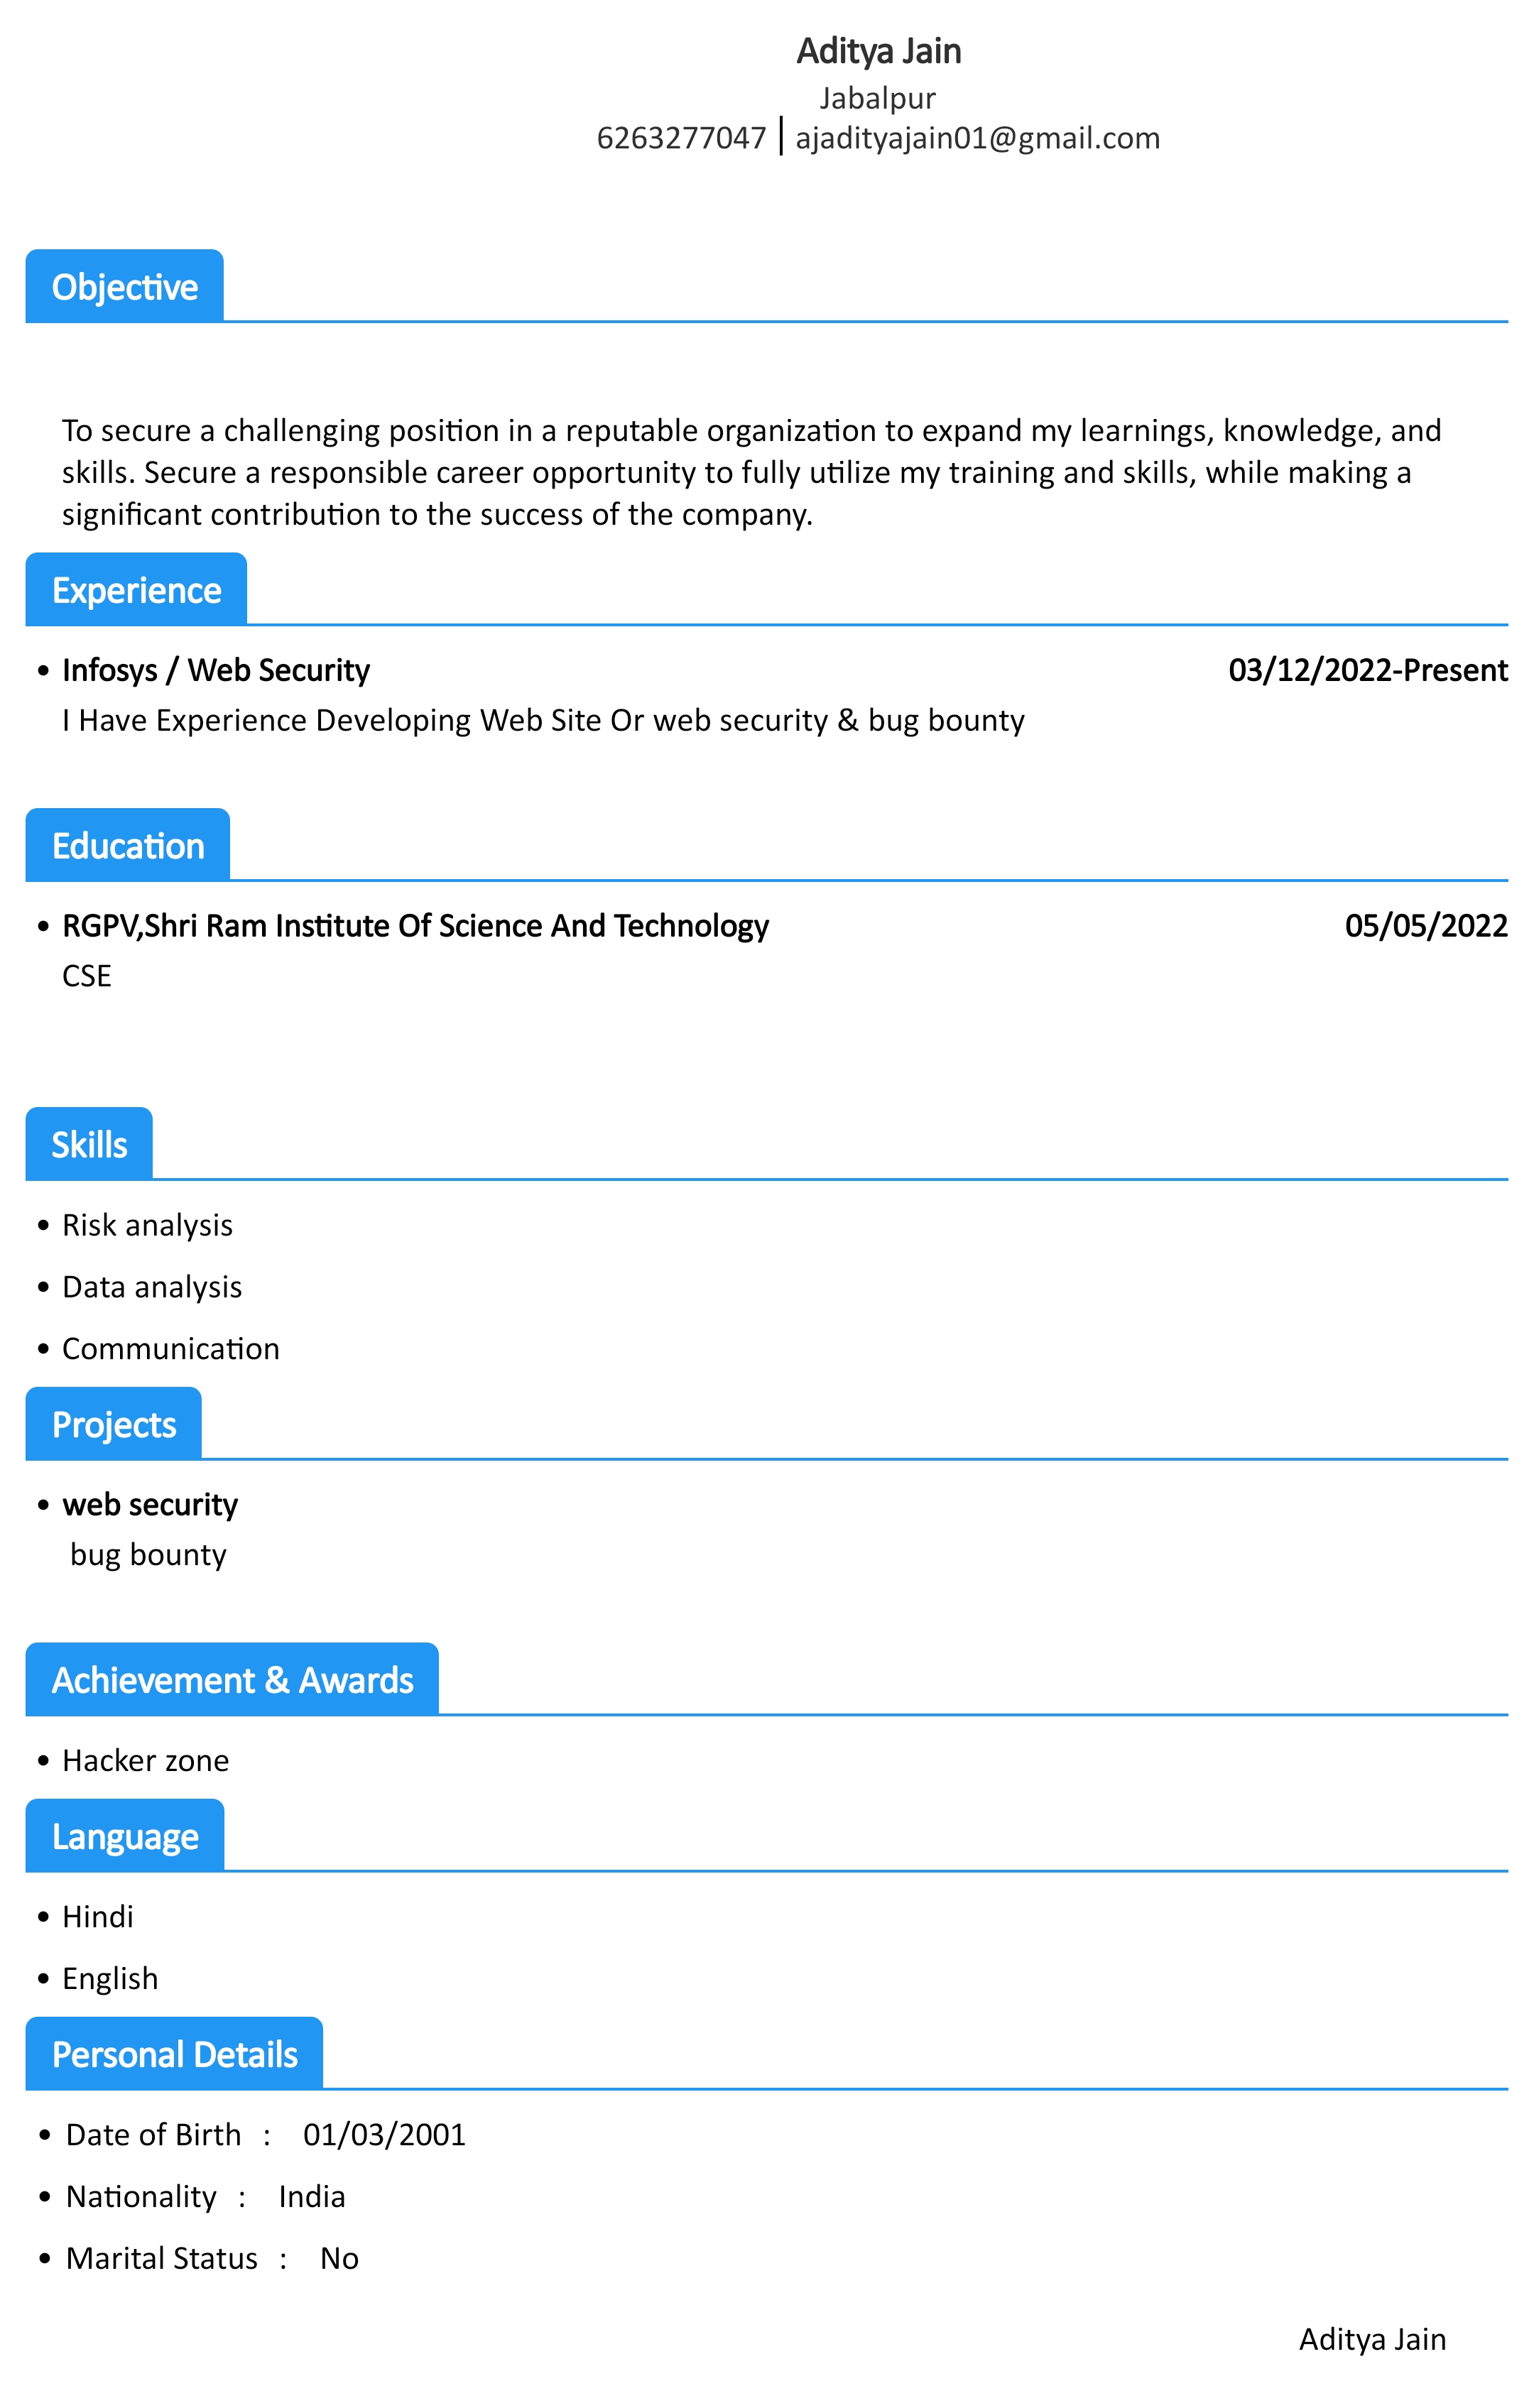 Aditya Jain
Jabalpur
6263277047 | ajadityajain01@gmail.com
Objective
To secure a challenging position in a reputable organization to expand my learnings, knowledge, and
skills. Secure a responsible career opportunity to fully utilize my training and skills, while making a
significant contribution to the success of the company.
Experience
• Infosys / Web Security 03/12/2022-Present
I Have Experience Developing Web Site Or web security & bug bounty
Education
• RGPV,Shri Ram Institute Of Science And Technology 05/05/2022
CSE
Skills
• Risk analysis
• Data analysis
• Communication
Projects
• web security
bug bounty
Achievement & Awards
• Hacker zone
Language
• Hindi
• English
Personal Details
• Date of Birth : 01/03/2001
• Nationality : India
• Marital Status : No
Aditya Jain